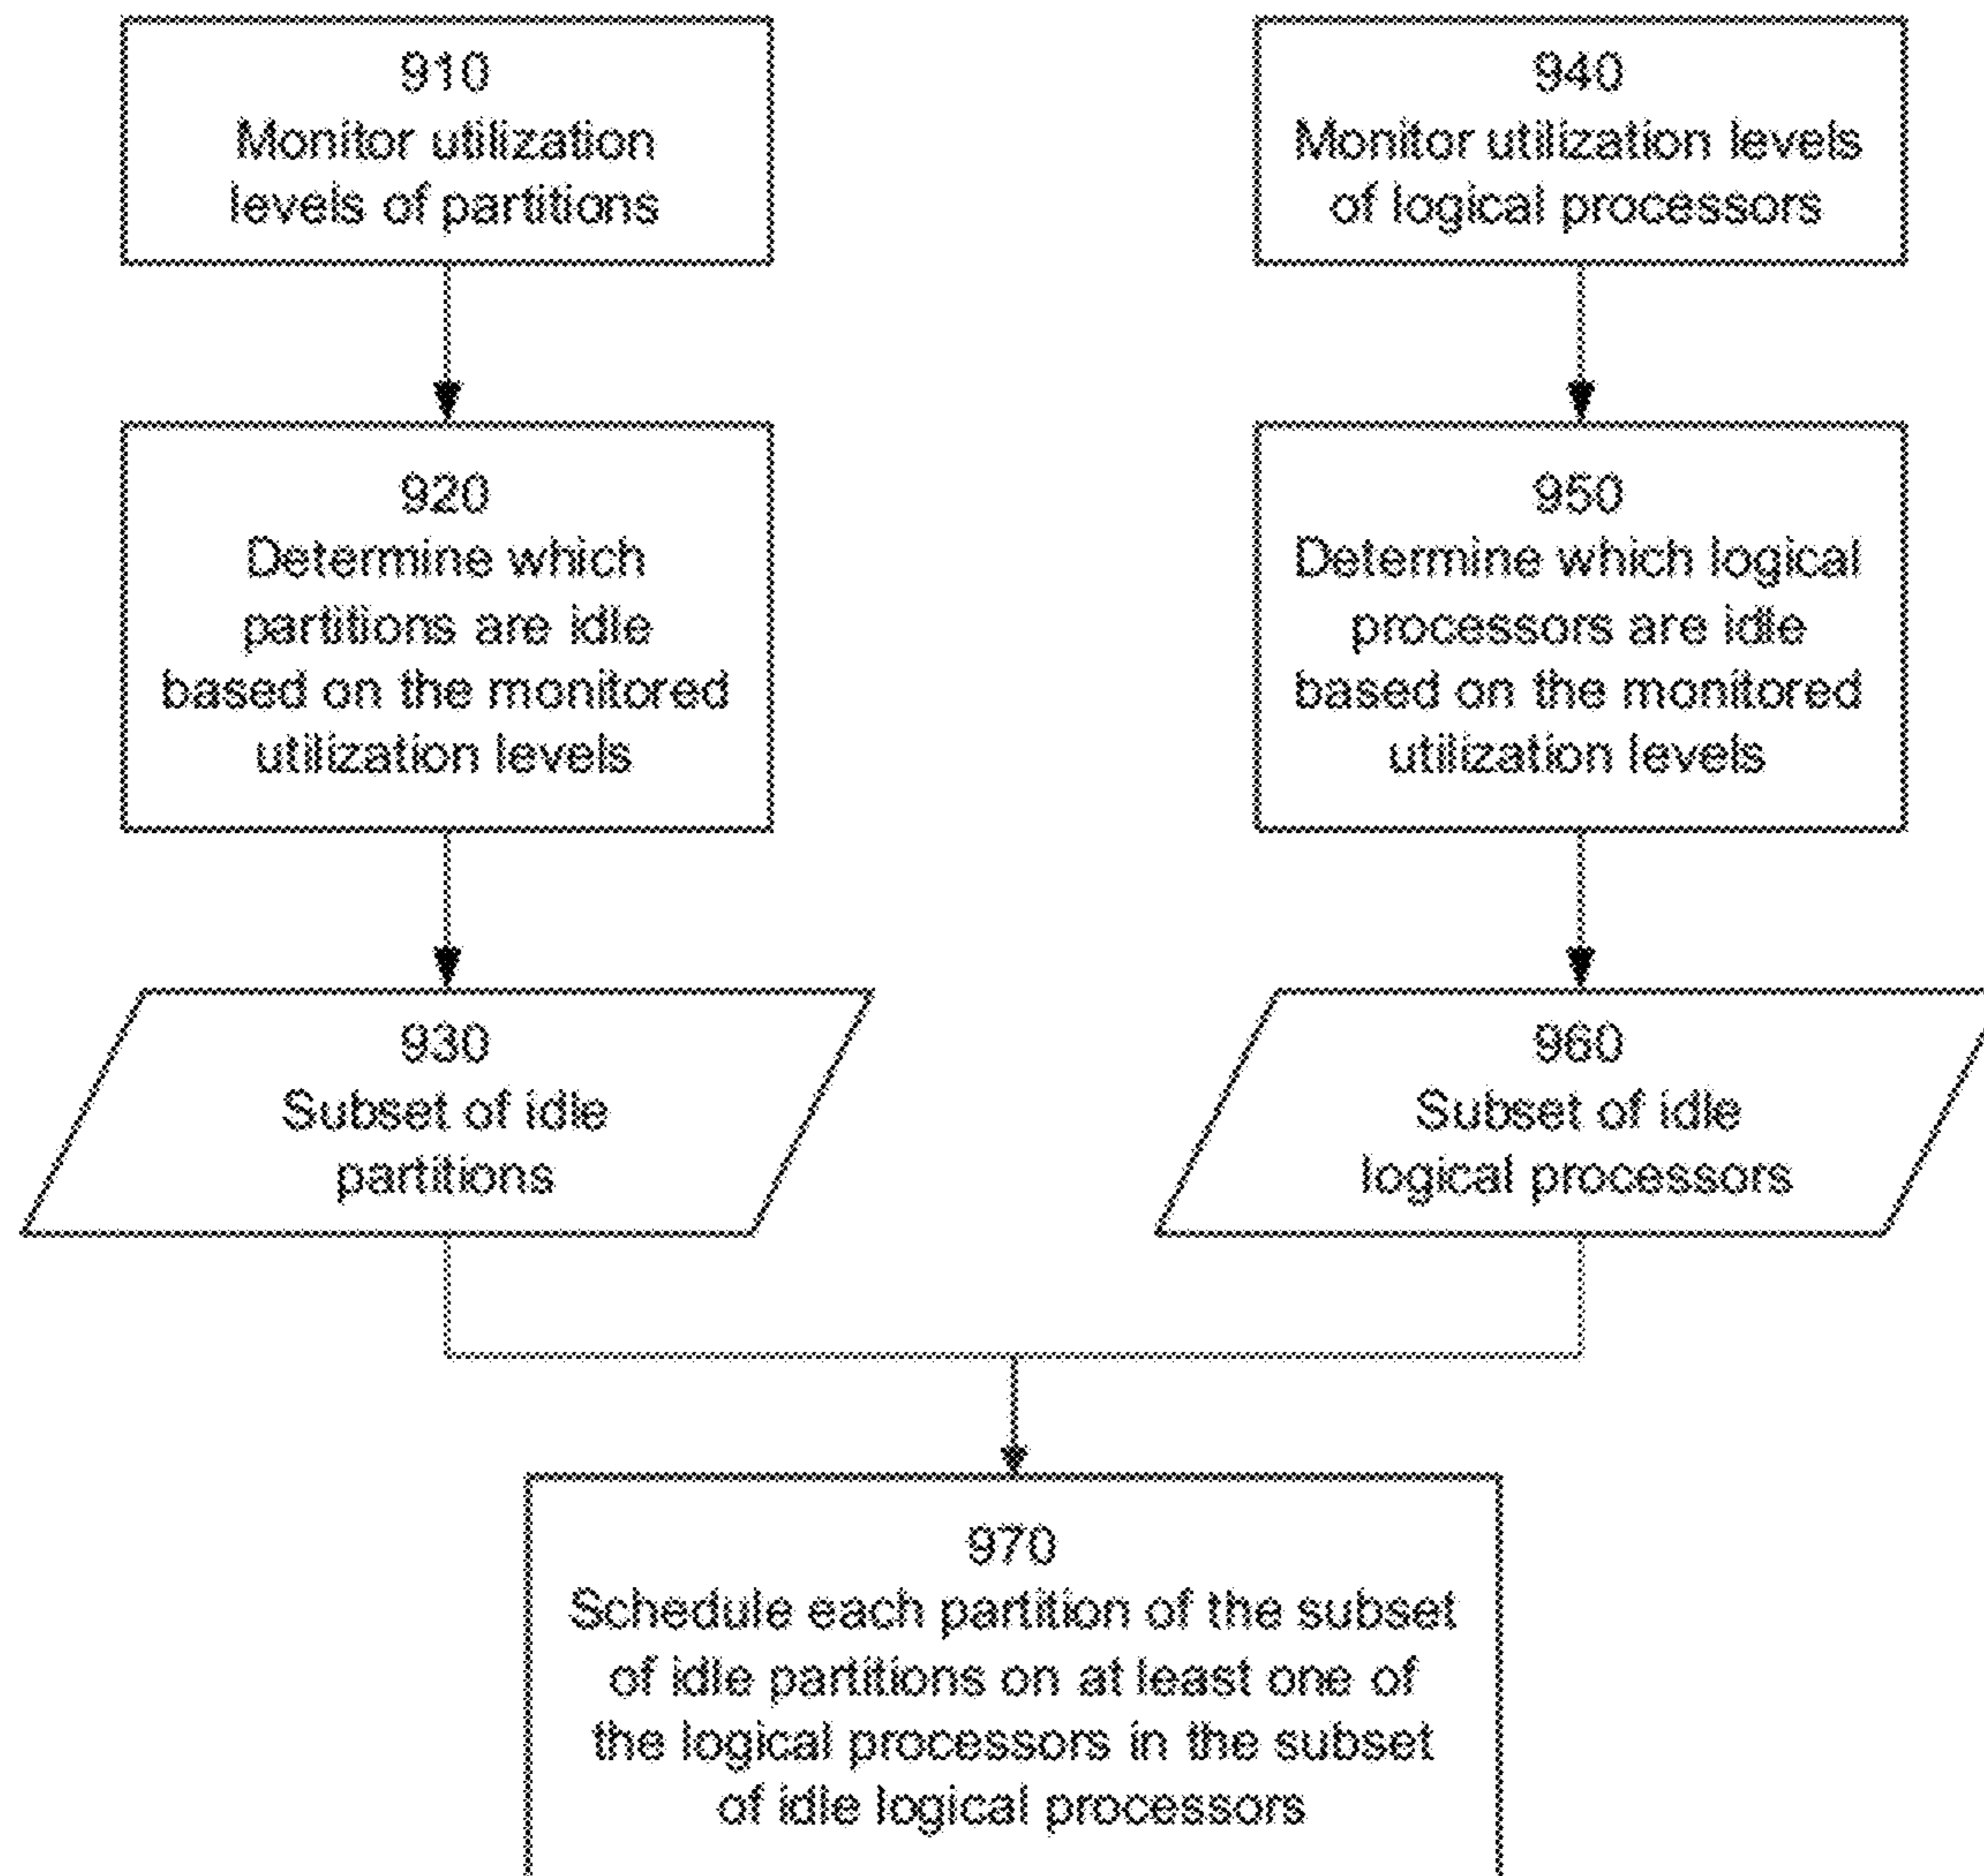 910
Monitor utilization
levels of partitions
920
Determine which
partitions are idle
based on the monitored
utilization levels
930
Subset of idle
partitions
940
Monitor utilization levels
of logical processors
950
Determine which logical
processors are idle
based on the monitored
utilization levels
960
Subset of idle
logical processors
970
Schedule each partition of the subset
of idle partitions on at least one of
the logical processors in the subset
of idle logical processors